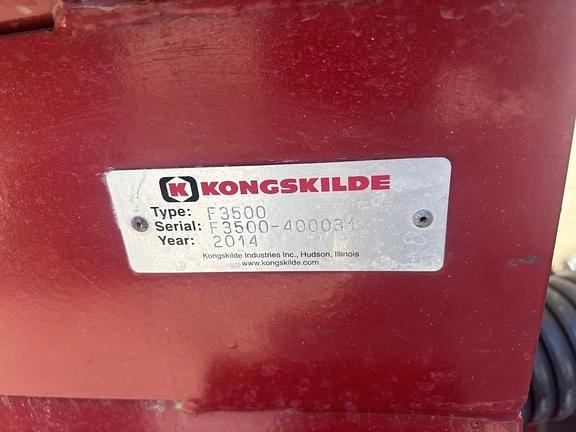 K KONGSKILDE
Type: F3500
Serial: F3500-400031
Year: 2014
Kongskilde Industries Inc., Hudson, Illinois
www.kongskilde.com